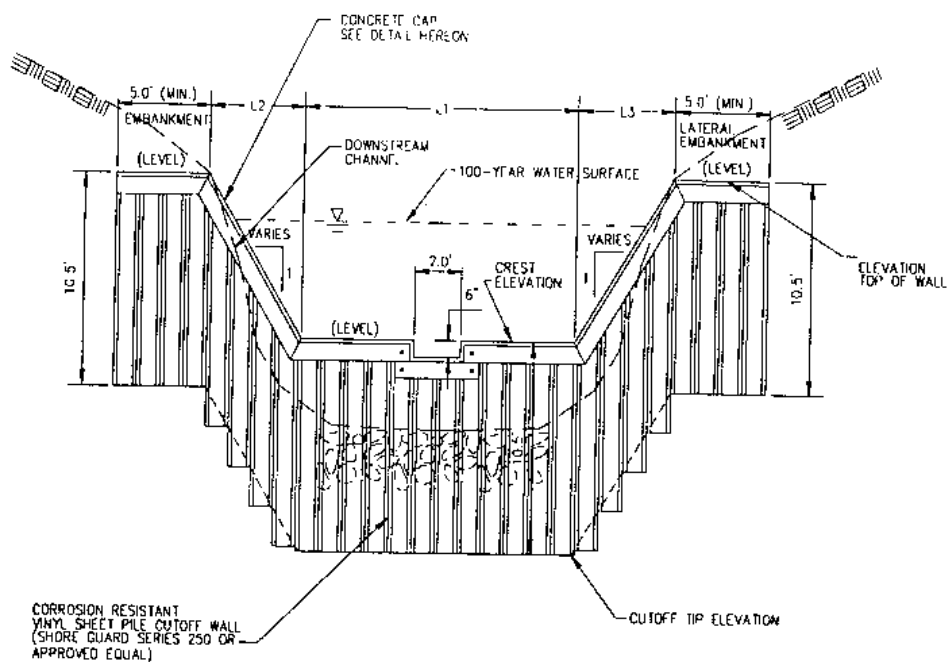 CONCRETE CAP
SEE DETAIL HEREON
5.0' (MIN.)
L2
L1
L3
5.0' (MIN.)
EMBANKMENT
LATERAL
EMBANKMENT
(LEVEL)
DOWNSTREAM
CHANNEL
(LEVEL)
100-YEAR WATER SURFACE
VARIES
1
2.0'
CREST
ELEVATION
VARIES
1
6"
ELEVATION
TOP OF WALL
10.5'
10.5'
(LEVEL)
CORROSION RESISTANT
VINYL SHEET PILE CUTOFF WALL
(SHORE GUARD SERIES 250 OR
APPROVED EQUAL)
CUTOFF TIP ELEVATION